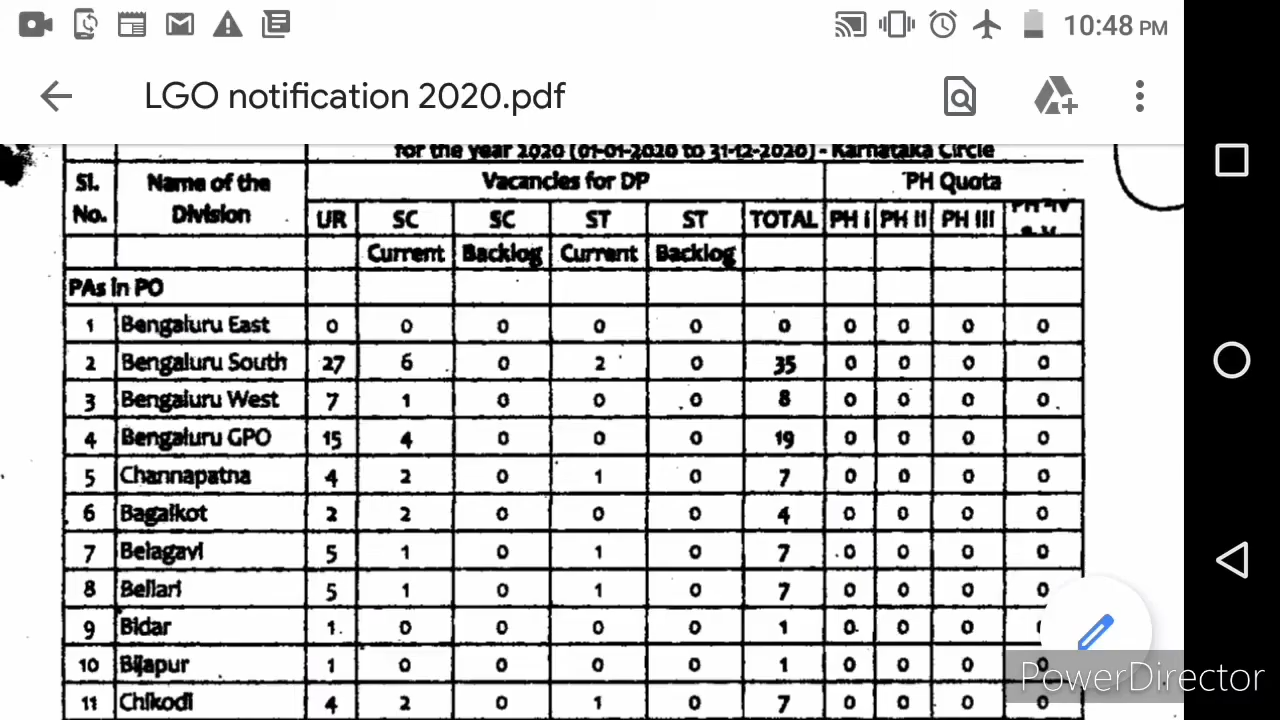 10:48 PM
LGO notification 2020.pdf
for the year 2020 (01-01-2020 to 31-12-2020) - Karnataka Circle
Sl. No. Name of the Division Vacancies for DP PH Quota
UR SC SC ST ST TOTAL PH I PH II PH III PH-IV & V
Current Backlog Current Backlog
PAs in PO
1 Bengaluru East 0 0 0 0 0 0 0 0 0 0
2 Bengaluru South 27 6 0 2 0 35 0 0 0 0
3 Bengaluru West 7 1 0 0 0 8 0 0 0 0
4 Bengaluru GPO 15 4 0 0 0 19 0 0 0 0
5 Channapatna 4 2 0 1 0 7 0 0 0 0
6 Bagalkot 2 2 0 0 0 4 0 0 0 0
7 Belagavi 5 1 0 1 0 7 0 0 0 0
8 Bellari 5 1 0 1 0 7 0 0 0 0
9 Bidar 1 0 0 0 0 1 0 0 0
10 Bijapur 1 0 0 0 0 1 0 0 0 0
11 Chikodi 4 2 0 1 0 7 0 0 0 0
PowerDirector